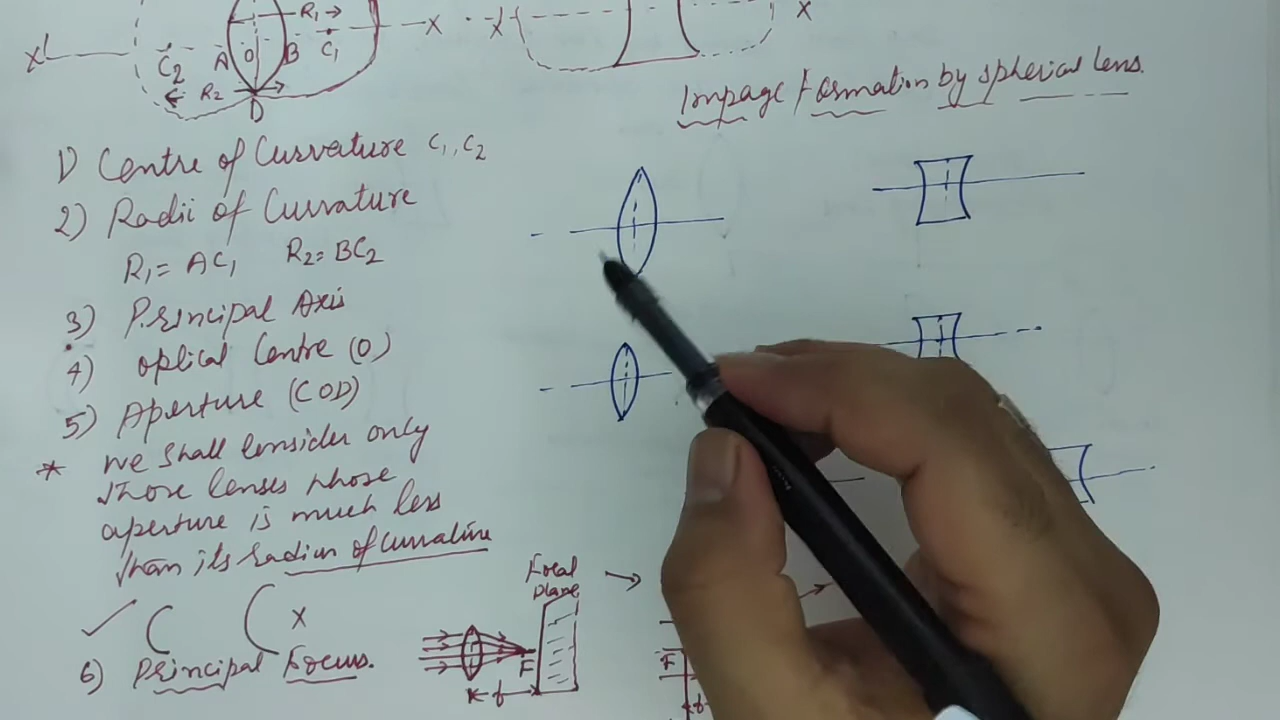 R₁
X
X
X
X'
C₂
A
O
B
C₁
R₂
D
Impage Formation by spherical lens.
1) Centre of Curvature C₁, C₂
2) Radii of Curvature
R₁ = AC₁ R₂ = BC₂
3) Principal Axis
4) optical Centre (O)
5) Aperture (COD)
* we shall consider only
those lenses whose
aperture is much less
than its radius of curvature
X
6) Principal Focus.
Focal
plane
F
f
F
f